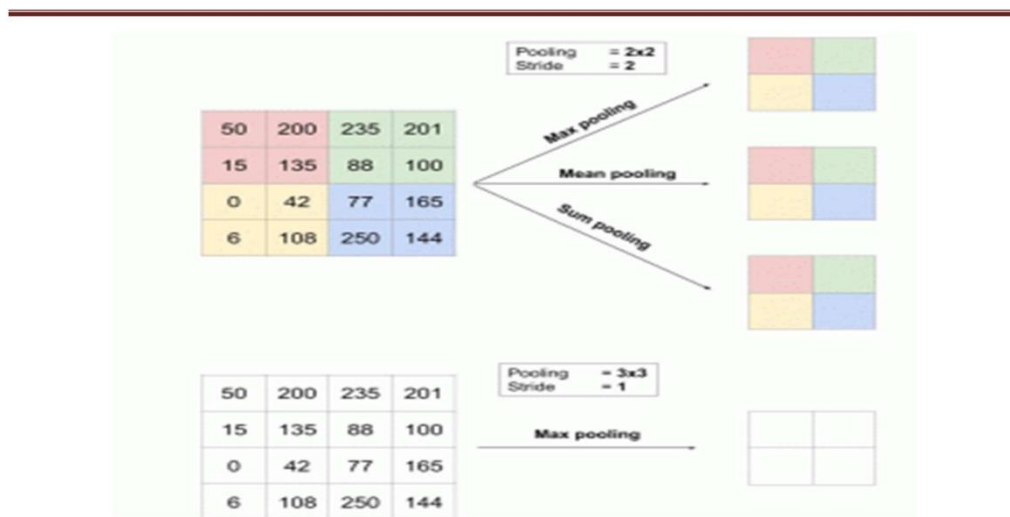 Pooling = 2x2
Stride = 2
50 200 235 201
15 135 88 100
0 42 77 165
6 108 250 144
Max pooling
Mean pooling
Sum pooling
Pooling = 3x3
Stride = 1
50 200 235 201
15 135 88 100
0 42 77 165
6 108 250 144
Max pooling